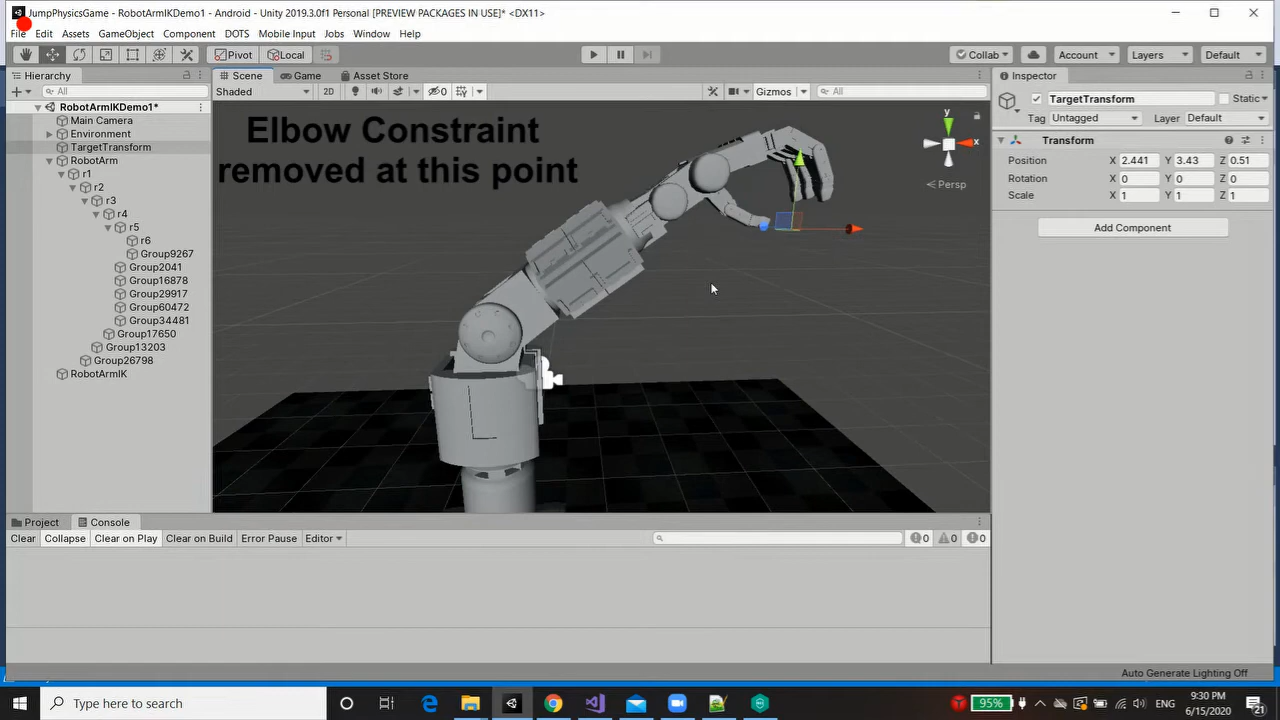 JumpPhysicsGame - RobotArmIKDemo1 - Android - Unity 2019.3.0f1 Personal [PREVIEW PACKAGES IN USE]* <DX11>
File Edit Assets GameObject Component DOTS Mobile Input Jobs Window Help
Pivot Local Collab Account Layers Default
Hierarchy Scene Game Asset Store Inspector
All Shaded 2D 0 Gizmos All TargetTransform Static
RobotArmIKDemo1*
Main Camera
Environment
TargetTransform
RobotArm
r1
r2
r3
r4
r5
r6
Group9267
Group2041
Group16878
Group29917
Group60472
Group34481
Group17650
Group13203
Group26798
RobotArmIK
Elbow Constraint
removed at this point
y
x
Persp
Tag Untagged Layer Default
Transform
Position X 2.441 Y 3.43 Z 0.51
Rotation X 0 Y 0 Z 0
Scale X 1 Y 1 Z 1
Add Component
Project Console
Clear Collapse Clear on Play Clear on Build Error Pause Editor 0 0 0
Auto Generate Lighting Off
Type here to search 95% 9:30 PM
6/15/2020
21